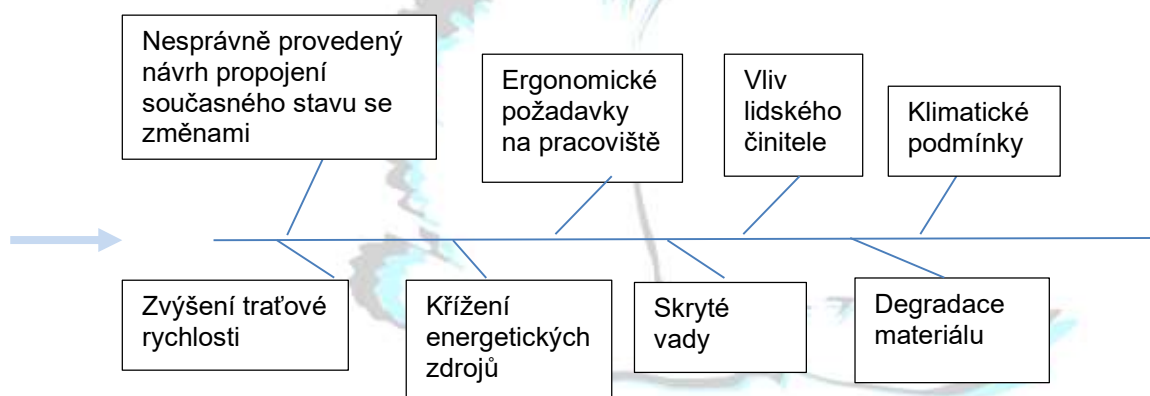 Nesprávně provedený
návrh propojení
současného stavu se
změnami
Ergonomické
požadavky
na pracoviště
Vliv
lidského
činitele
Klimatické
podmínky
Zvýšení traťové
rychlosti
Křížení
energetických
zdrojů
Skryté
vady
Degradace
materiálu